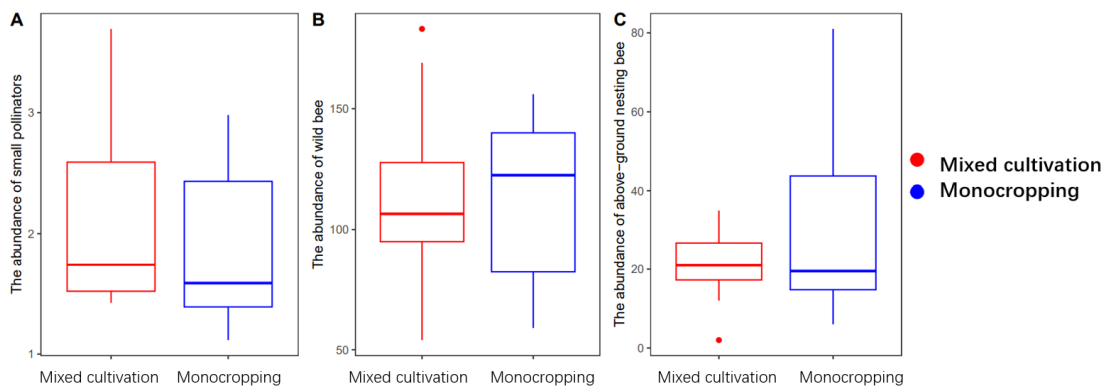 A
The abundance of small pollinators
3
2
1
Mixed cultivation
Monocropping
B
The abundance of wild bee
150
100
50
Mixed cultivation
Monocropping
C
The abundance of above−ground nesting bee
80
60
40
20
0
Mixed cultivation
Monocropping
Mixed cultivation
Monocropping